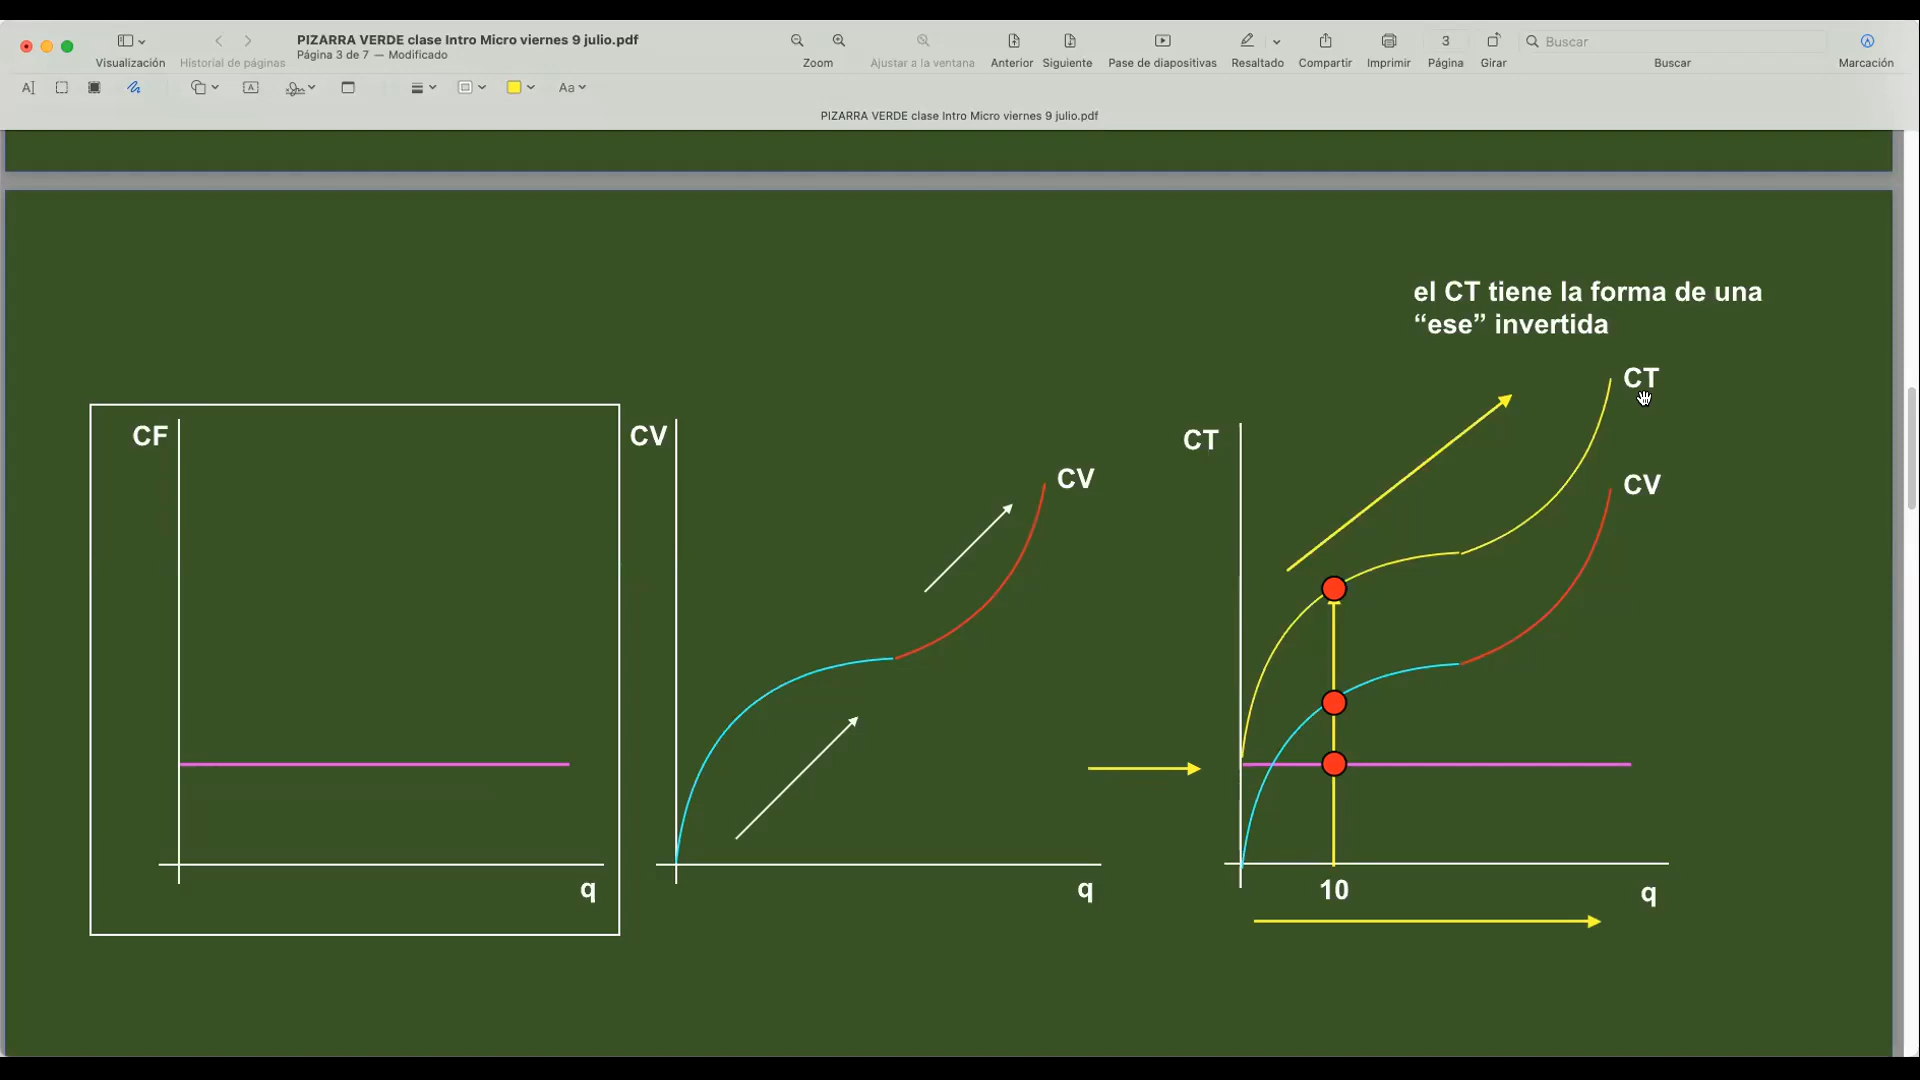 PIZARRA VERDE clase Intro Micro viernes 9 julio.pdf
Página 3 de 7 — Modificado
Visualización
Historial de páginas
Zoom
Ajustar a la ventana
Anterior
Siguiente
Pase de diapositivas
Resaltado
Compartir
Imprimir
3
Página
Girar
Buscar
Buscar
Marcación
A
A
Aa
PIZARRA VERDE clase Intro Micro viernes 9 julio.pdf
el CT tiene la forma de una
“ese” invertida
CF
q
CV
CV
q
CT
CT
CV
10
q